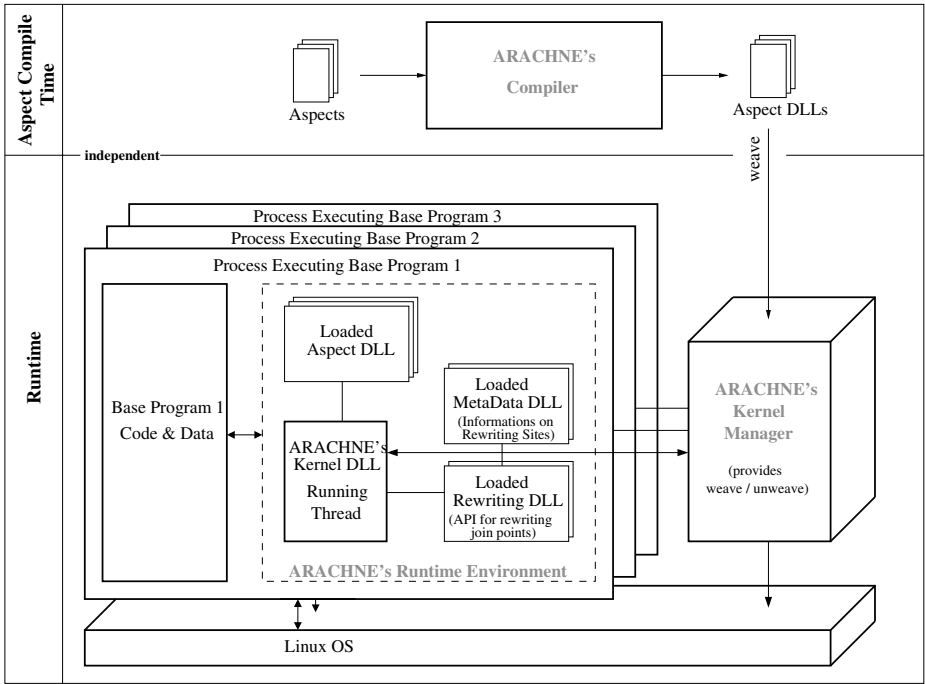 Aspect Compile
Time
Aspects
ARACHNE's
Compiler
Aspect DLLs
independent
weave
Runtime
Process Executing Base Program 3
Process Executing Base Program 2
Process Executing Base Program 1
Base Program 1
Code & Data
Loaded
Aspect DLL
ARACHNE's
Kernel DLL
Running
Thread
Loaded
MetaData DLL
(Informations on
Rewriting Sites)
Loaded
Rewriting DLL
(API for rewriting
join points)
ARACHNE's Runtime Environment
ARACHNE's
Kernel
Manager
(provides
weave / unweave)
Linux OS